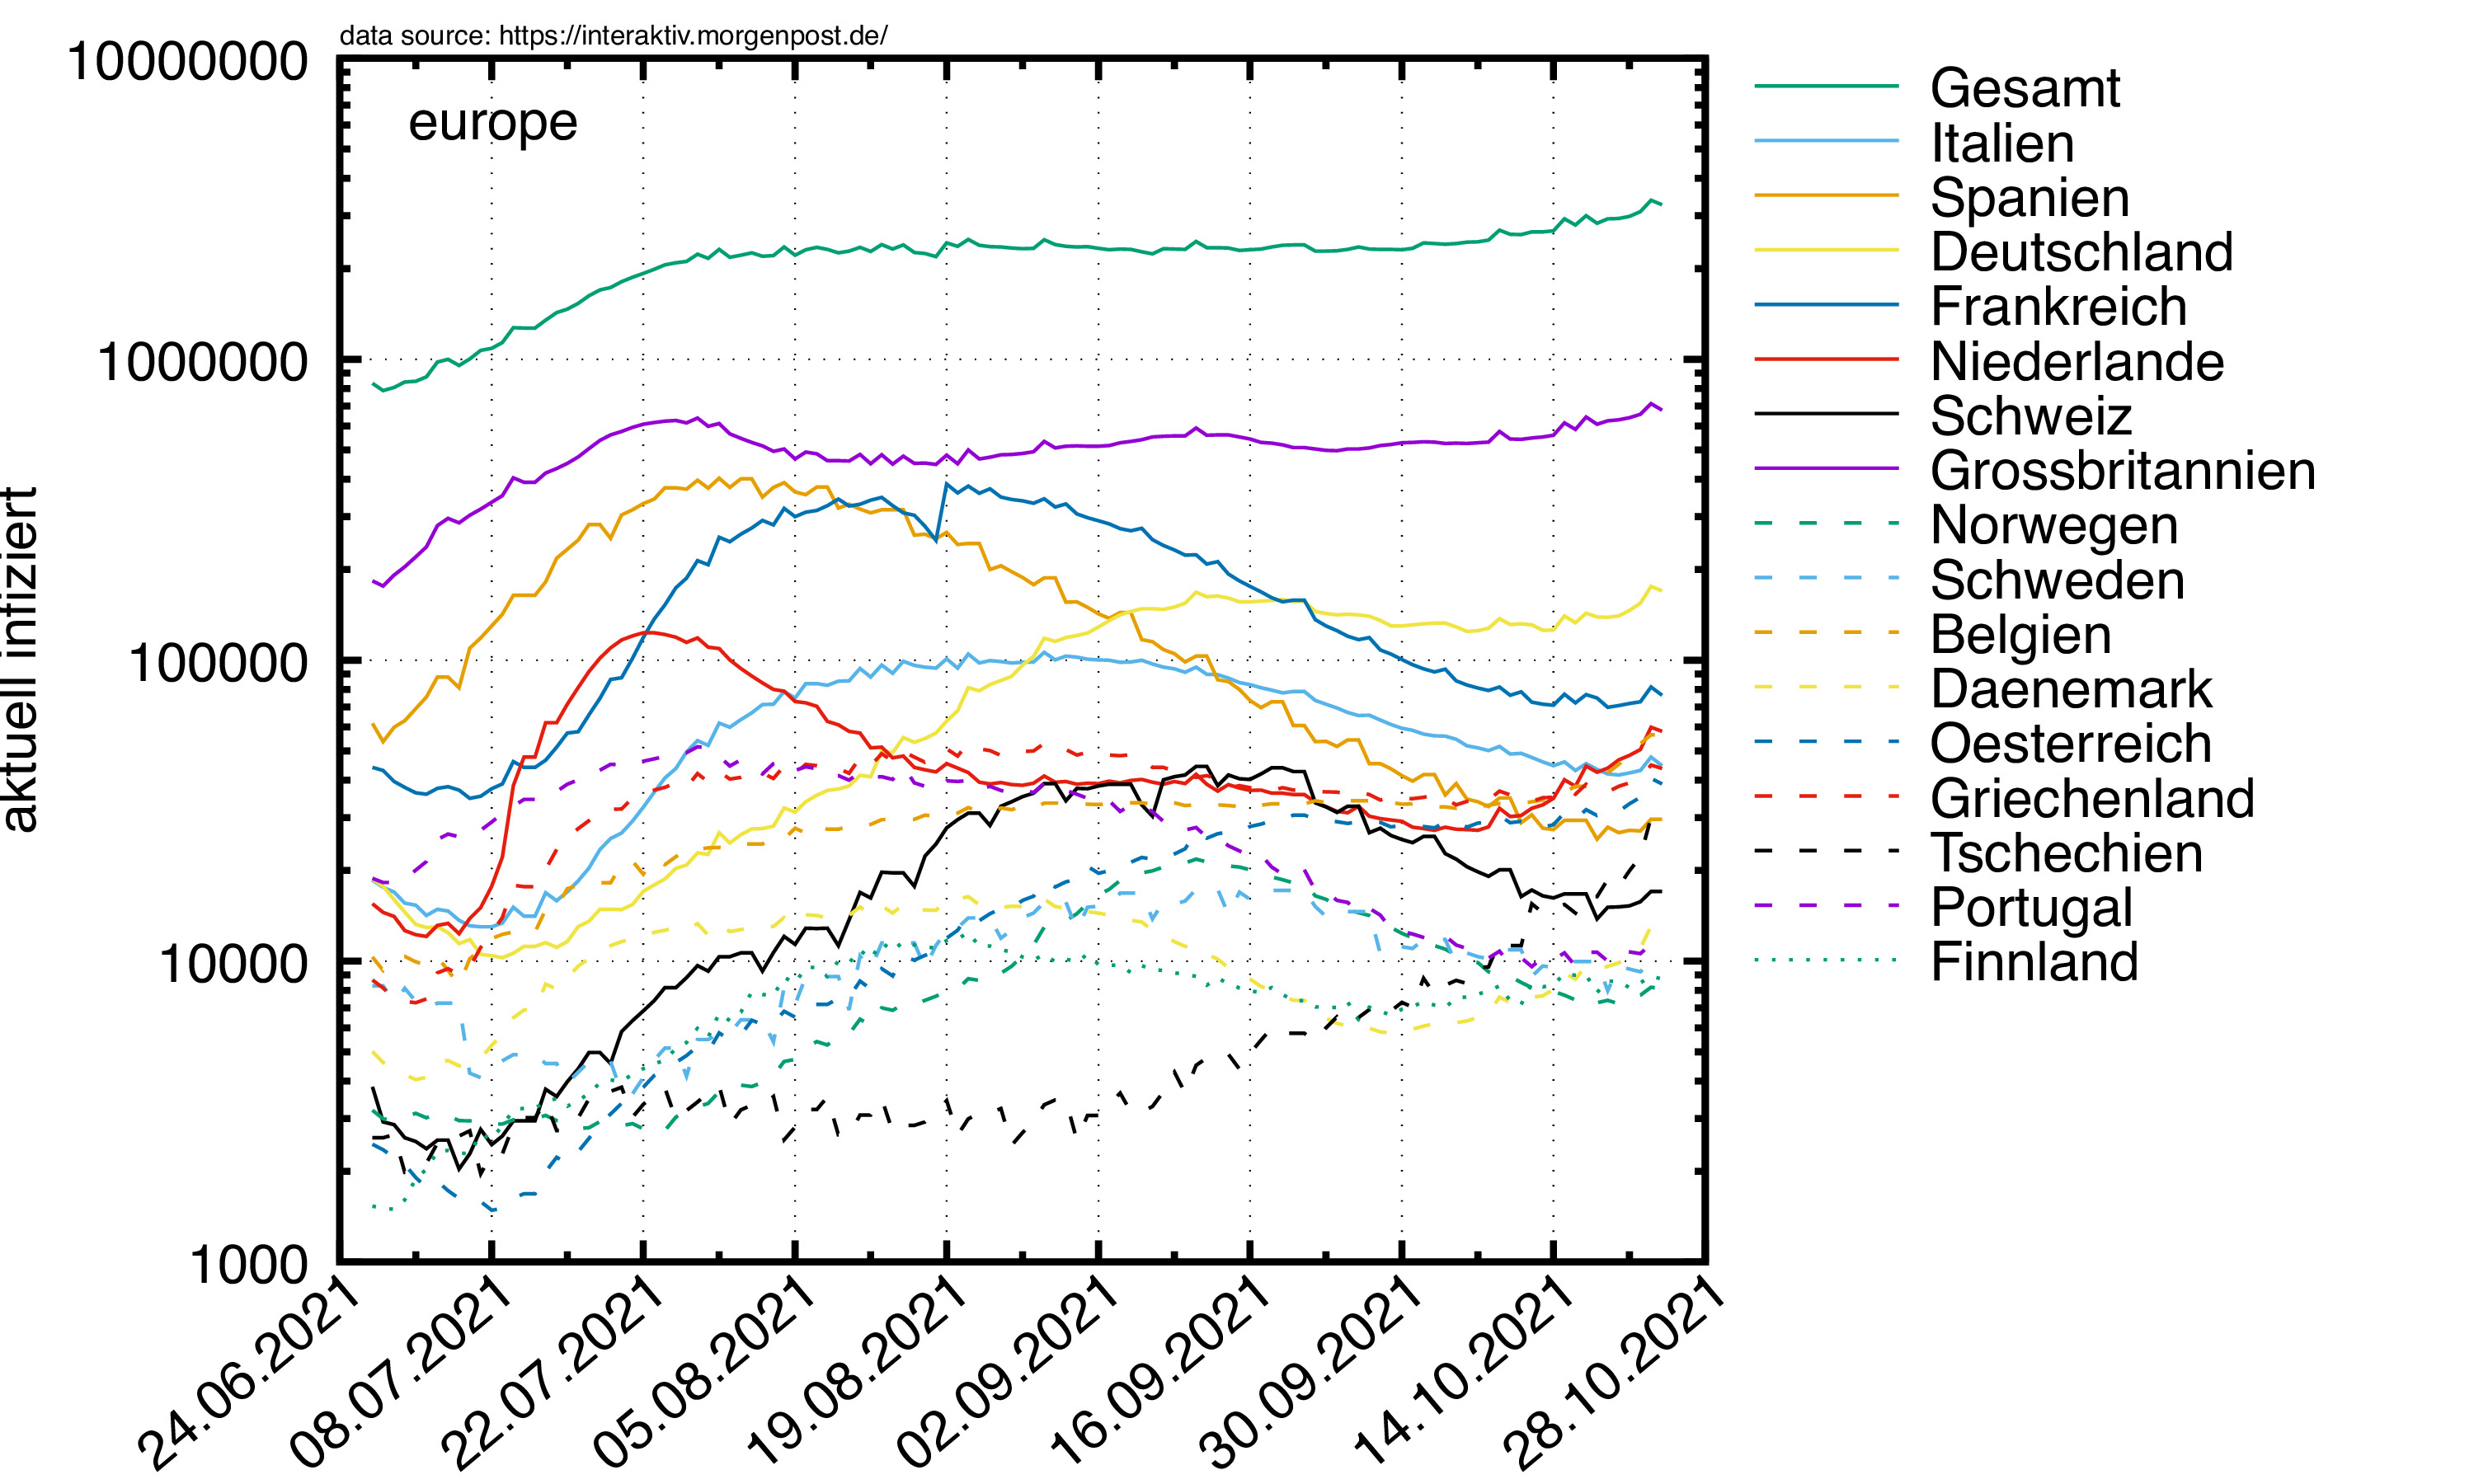 data source: https://interaktiv.morgenpost.de/
10000000
1000000
100000
10000
1000
aktuell infiziert
europe
24.06.2021
08.07.2021
22.07.2021
05.08.2021
19.08.2021
02.09.2021
16.09.2021
30.09.2021
14.10.2021
28.10.2021
Gesamt
Italien
Spanien
Deutschland
Frankreich
Niederlande
Schweiz
Grossbritannien
Norwegen
Schweden
Belgien
Daenemark
Oesterreich
Griechenland
Tschechien
Portugal
Finnland